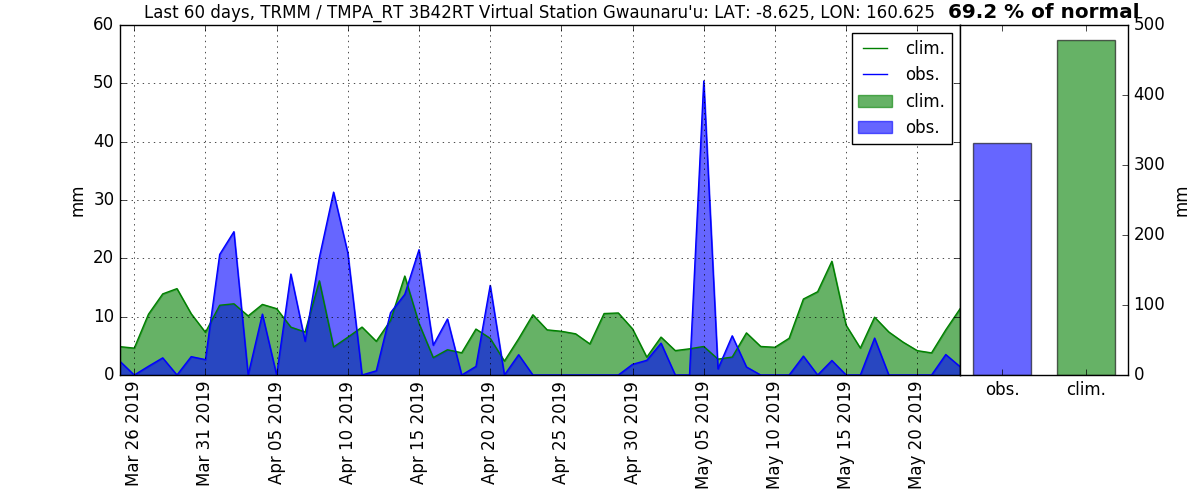 Last 60 days, TRMM / TMPA_RT 3B42RT Virtual Station Gwaunaru'u: LAT: -8.625, LON: 160.625 69.2 % of normal
60
50
40
30
20
10
0
mm
clim.
obs.
clim.
obs.
Mar 26 2019
Mar 31 2019
Apr 05 2019
Apr 10 2019
Apr 15 2019
Apr 20 2019
Apr 25 2019
Apr 30 2019
May 05 2019
May 10 2019
May 15 2019
May 20 2019
500
400
300
200
100
0
mm
obs.
clim.